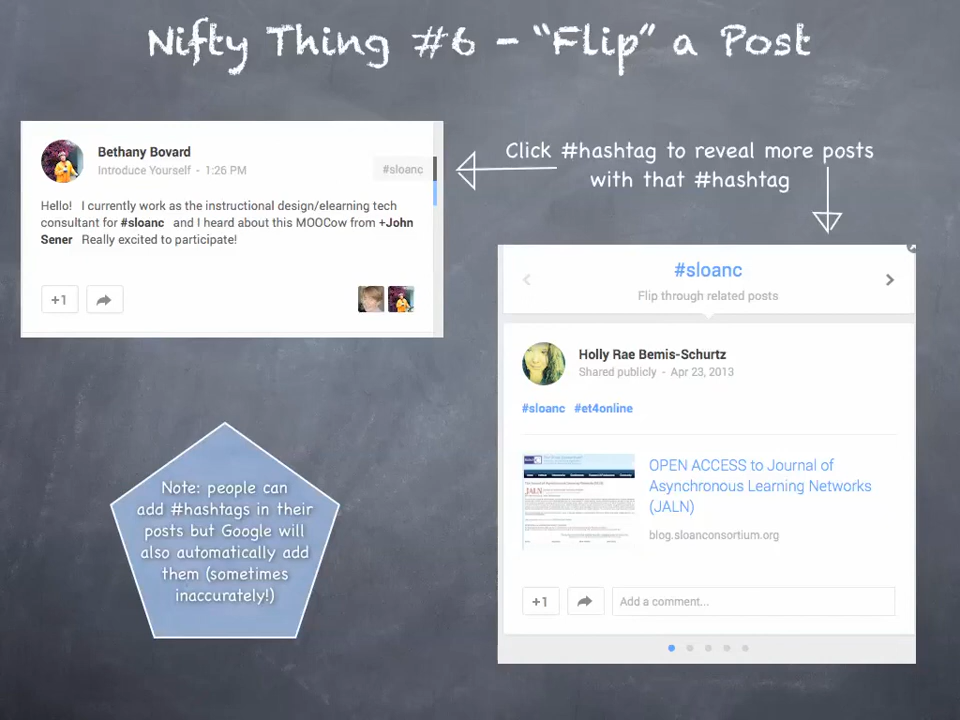 Nifty Thing #6 - "Flip" a Post
Bethany Bovard
Introduce Yourself - 1:26 PM
#sloanc
Hello! I currently work as the instructional design/elearning tech
consultant for #sloanc and I heard about this MOOCow from +John
Sener Really excited to participate!
+1
Click #hashtag to reveal more posts
with that #hashtag
#sloanc
Flip through related posts
Holly Rae Bemis-Schurtz
Shared publicly - Apr 23, 2013
#sloanc #et4online
JALN
OPEN ACCESS to Journal of
Asynchronous Learning Networks
(JALN)
blog.sloanconsortium.org
+1
Add a comment...
Note: people can
add #hashtags in their
posts but Google will
also automatically add
them (sometimes
inaccurately!)